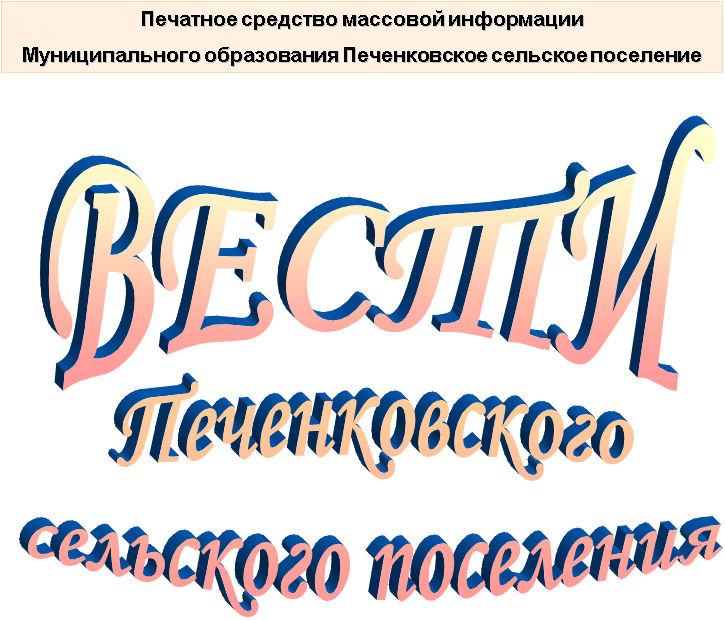 Печатное средство массовой информации
Муниципального образования Печенковское сельское поселение
ВЕСТИ
Печенковского
сельского поселения